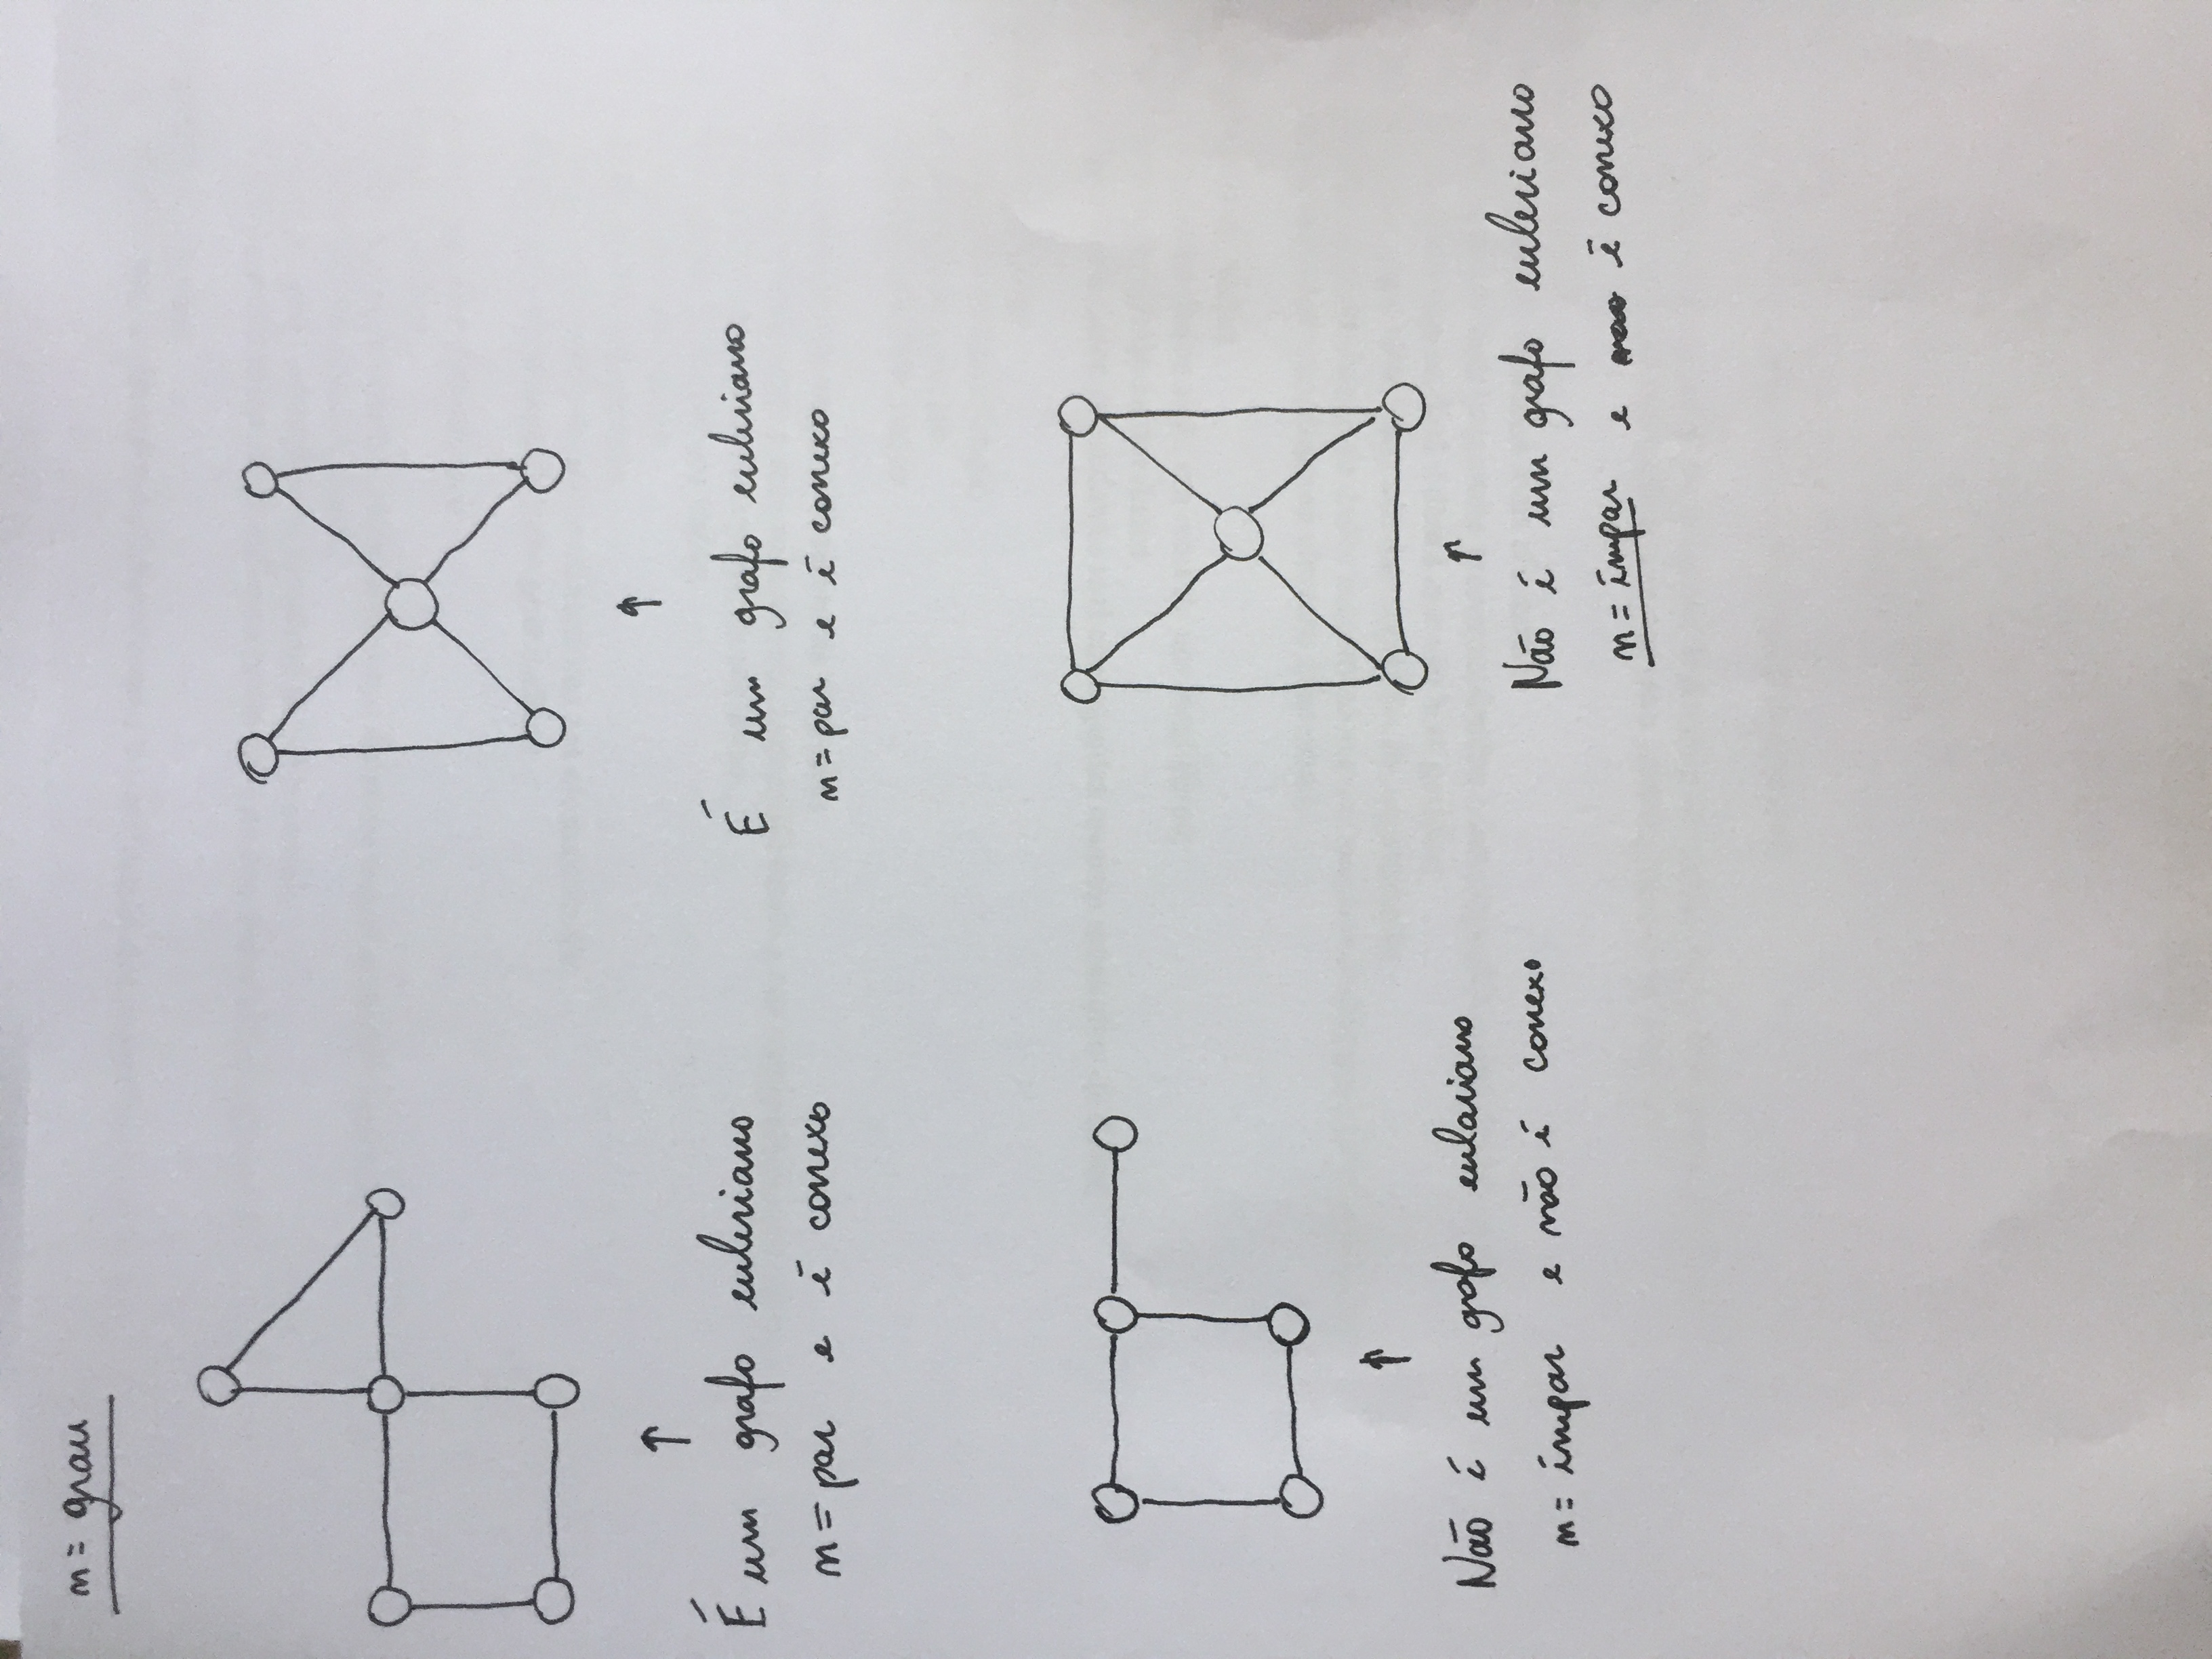 n = grau
É um grafo euleriano
n = par e é conexo
É um grafo euleriano
n = par e é conexo
Não é um grafo eulariano
n = ímpar e não é conexo
Não é um grafo euleriano
n = ímpar e é conexo